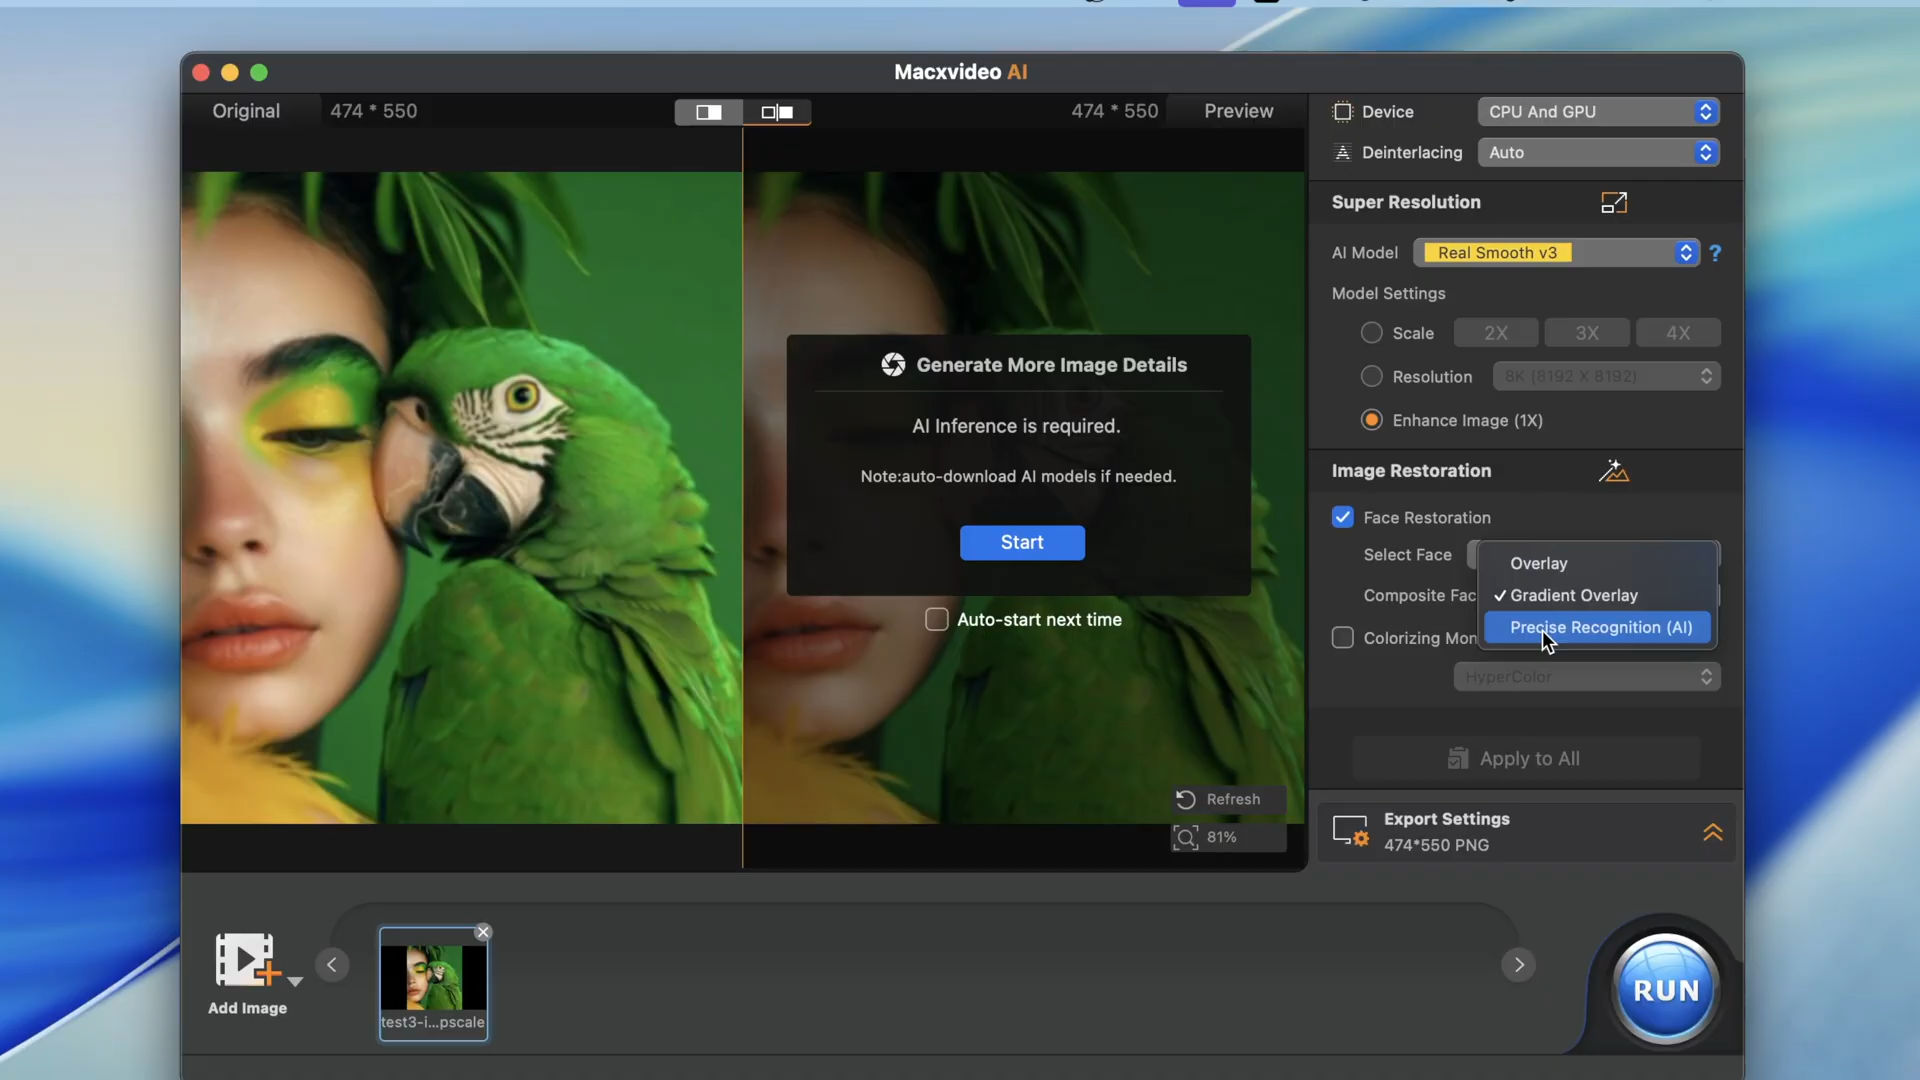 Macxvideo AI
Original
474 * 550
474 * 550
Preview
Device
CPU And GPU
Deinterlacing
Auto
Super Resolution
AI Model
Real Smooth v3
?
Model Settings
Scale
2X
3X
4X
Resolution
8K (8192 X 8192)
Enhance Image (1X)
Image Restoration
Face Restoration
Select Face
Overlay
Composite Fac
Gradient Overlay
Precise Recognition (AI)
Colorizing Mon
HyperColor
Apply to All
Generate More Image Details
AI Inference is required.
Note:auto-download AI models if needed.
Start
Auto-start next time
Refresh
81%
Export Settings
474*550 PNG
Add Image
test3-i...pscale
RUN